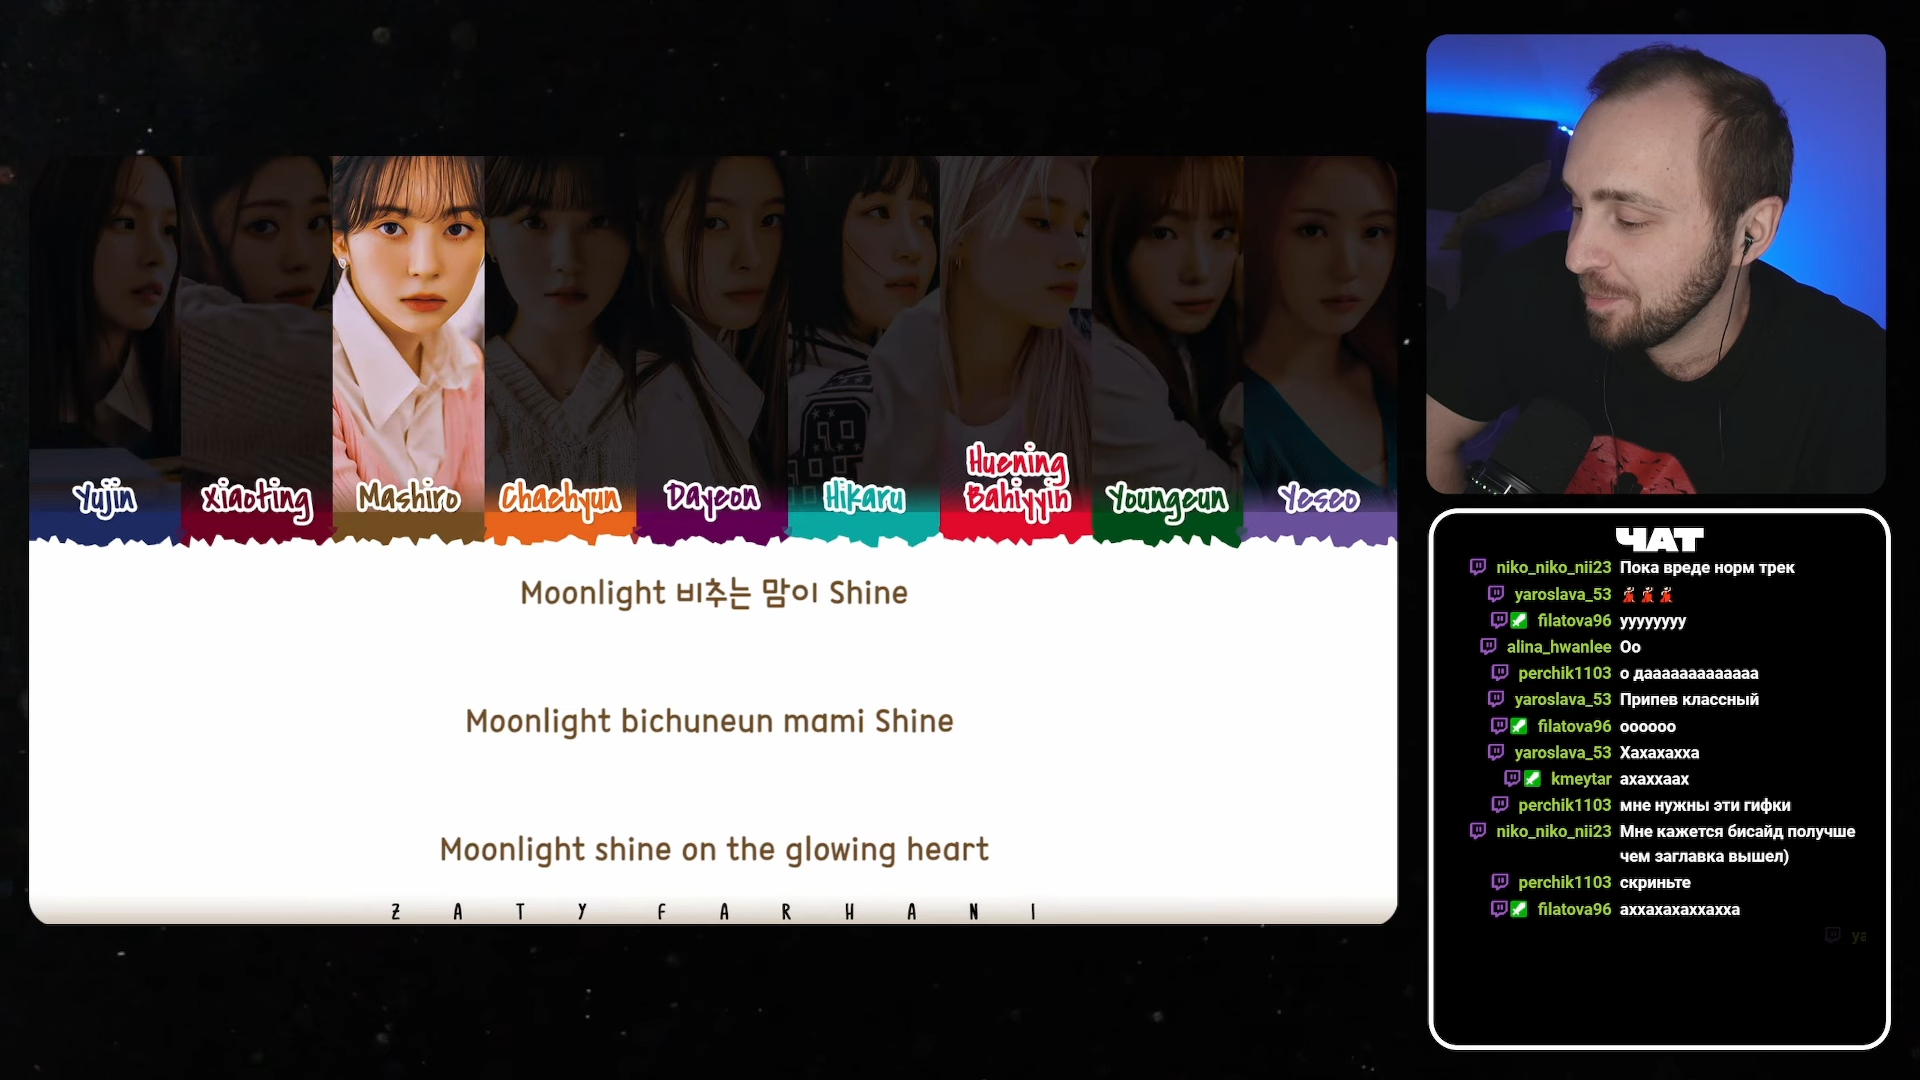 Yujin
Xiaoting
Mashiro
Chaehyun
Dayeon
Hikaru
Huening
Bahiyyih
Youngeun
Yeseo
Moonlight 비추는 맘이 Shine
Moonlight bichuneun mami Shine
Moonlight shine on the glowing heart
Z A T Y F A R H A N I
ЧАТ
niko_niko_nii23 Пока вреде норм трек
yaroslava_53 💃💃💃
filatova96 уууууууу
alina_hwanlee Оо
perchik1103 о дааааааааааааа
yaroslava_53 Припев классный
filatova96 оооооо
yaroslava_53 Хахахахха
kmeytar ахаххаах
perchik1103 мне нужны эти гифки
niko_niko_nii23 Мне кажется бисайд получше
чем заглавка вышел)
perchik1103 скриньте
filatova96 аххахахаххахха